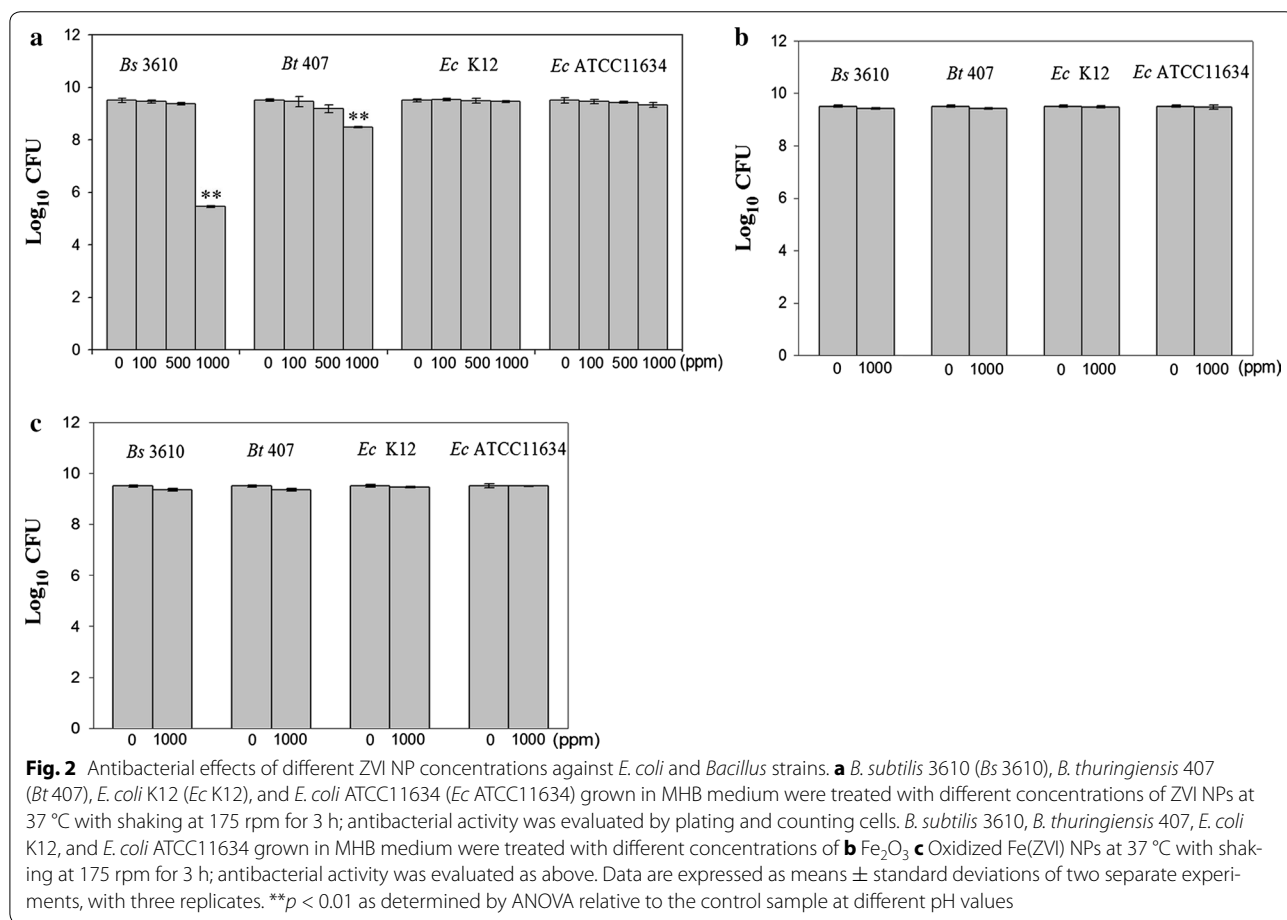 a
12
10
8
6
4
2
0
Log₁₀ CFU
Bs 3610 Bt 407 Ec K12 Ec ATCC11634
**
**
0 100 500 1000 0 100 500 1000 0 100 500 1000 0 100 500 1000 (ppm)
b
12
10
8
6
4
2
0
Log₁₀ CFU
Bs 3610 Bt 407 Ec K12 Ec ATCC11634
0 1000 0 1000 0 1000 0 1000 (ppm)
c
12
10
8
6
4
2
0
Log₁₀ CFU
Bs 3610 Bt 407 Ec K12 Ec ATCC11634
0 1000 0 1000 0 1000 0 1000 (ppm)
Fig. 2 Antibacterial effects of different ZVI NP concentrations against E. coli and Bacillus strains. a B. subtilis 3610 (Bs 3610), B. thuringiensis 407
(Bt 407), E. coli K12 (Ec K12), and E. coli ATCC11634 (Ec ATCC11634) grown in MHB medium were treated with different concentrations of ZVI NPs at
37 °C with shaking at 175 rpm for 3 h; antibacterial activity was evaluated by plating and counting cells. B. subtilis 3610, B. thuringiensis 407, E. coli
K12, and E. coli ATCC11634 grown in MHB medium were treated with different concentrations of b Fe₂O₃ c Oxidized Fe(ZVI) NPs at 37 °C with shak-
ing at 175 rpm for 3 h; antibacterial activity was evaluated as above. Data are expressed as means ± standard deviations of two separate experi-
ments, with three replicates. **p < 0.01 as determined by ANOVA relative to the control sample at different pH values